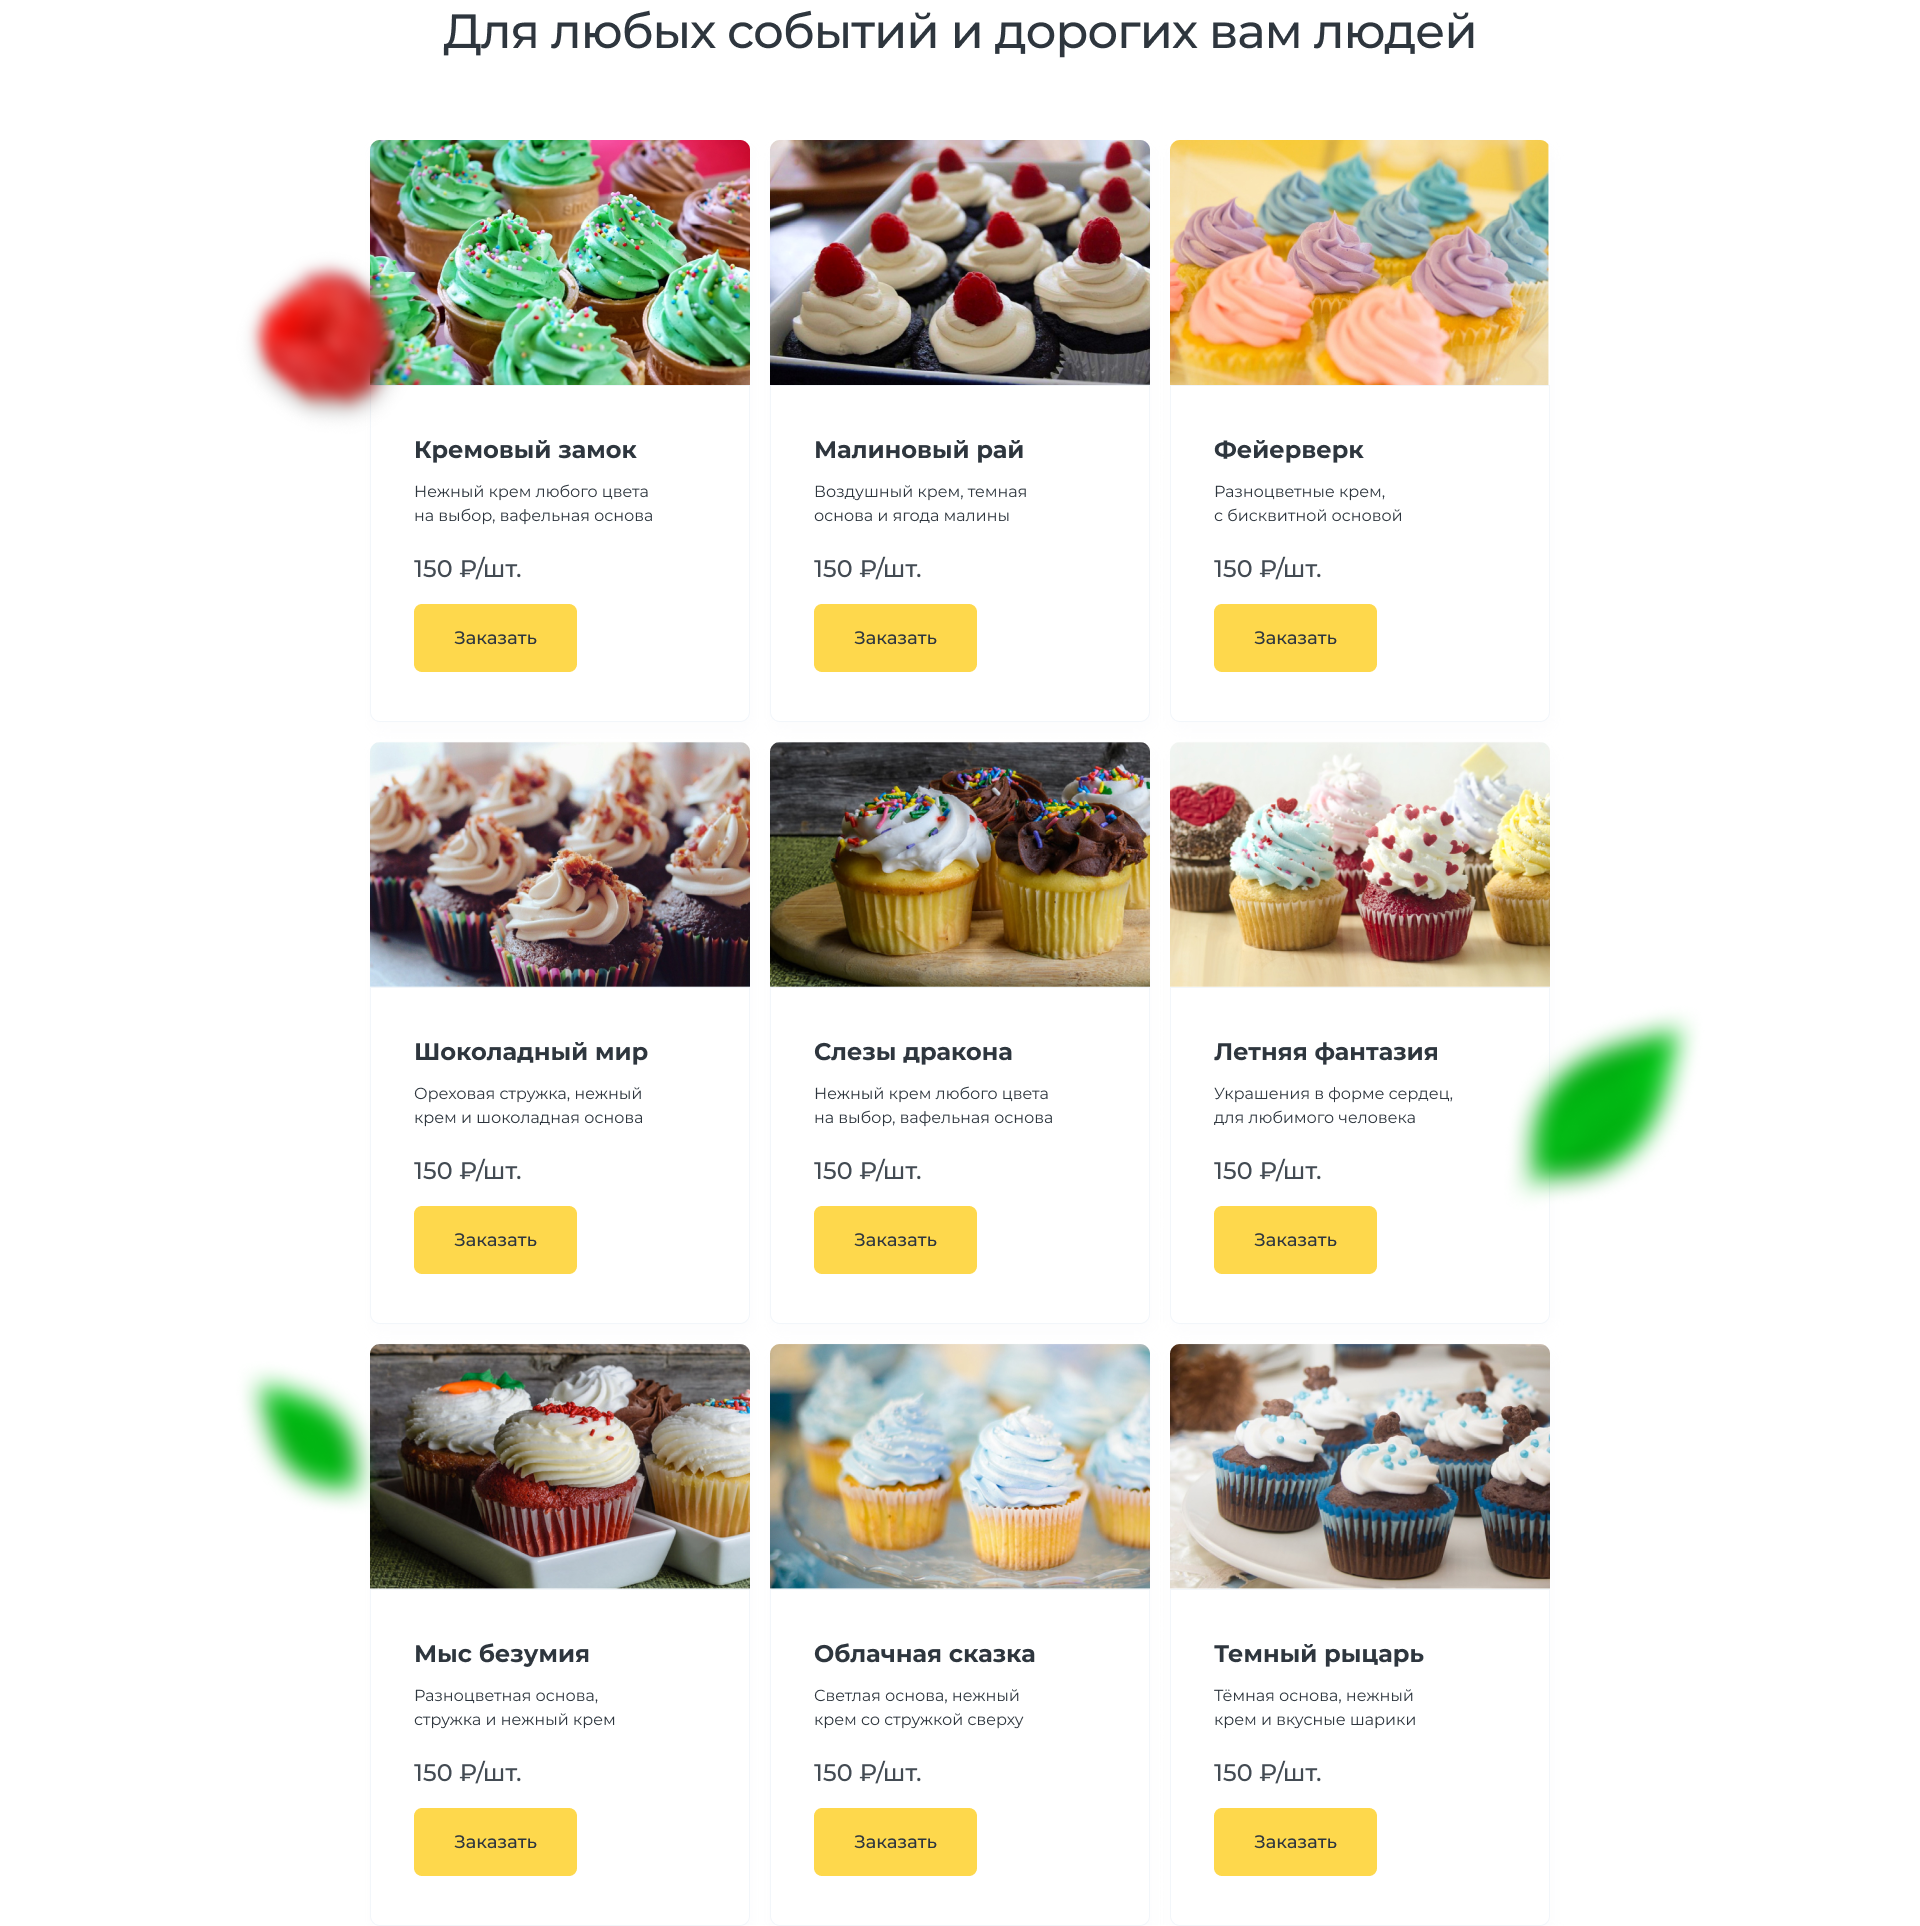 Для любых событий и дорогих вам людей
Кремовый замок
Нежный крем любого цвета
на выбор, вафельная основа
150 ₽/шт.
Заказать
Малиновый рай
Воздушный крем, темная
основа и ягода малины
150 ₽/шт.
Заказать
Фейерверк
Разноцветные крем,
с бисквитной основой
150 ₽/шт.
Заказать
Шоколадный мир
Ореховая стружка, нежный
крем и шоколадная основа
150 ₽/шт.
Заказать
Слезы дракона
Нежный крем любого цвета
на выбор, вафельная основа
150 ₽/шт.
Заказать
Летняя фантазия
Украшения в форме сердец,
для любимого человека
150 ₽/шт.
Заказать
Мыс безумия
Разноцветная основа,
стружка и нежный крем
150 ₽/шт.
Заказать
Облачная сказка
Светлая основа, нежный
крем со стружкой сверху
150 ₽/шт.
Заказать
Темный рыцарь
Тёмная основа, нежный
крем и вкусные шарики
150 ₽/шт.
Заказать